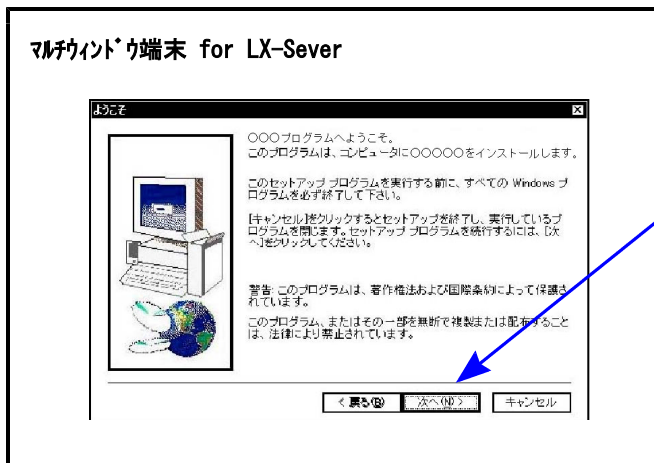 ﾏﾙﾁｳｨﾝﾄﾞｳ端末 for LX-Sever
ようこそ
○○○プログラムへようこそ。
このプログラムは、コンピュータに○○○○○をインストールします。
このセットアップ プログラムを実行する前に、すべての Windows プ
ログラムを必ず終了して下さい。
[キャンセル]をクリックするとセットアップを終了し、実行しているプ
ログラムを閉じます。セットアップ プログラムを続行するには、[次
へ]をクリックしてください。
警告: このプログラムは、著作権法および国際条約によって保護さ
れています。
このプログラム、またはその一部を無断で複製または配布すること
は、法律により禁止されています。
< 戻る(B) 次へ(N) > キャンセル